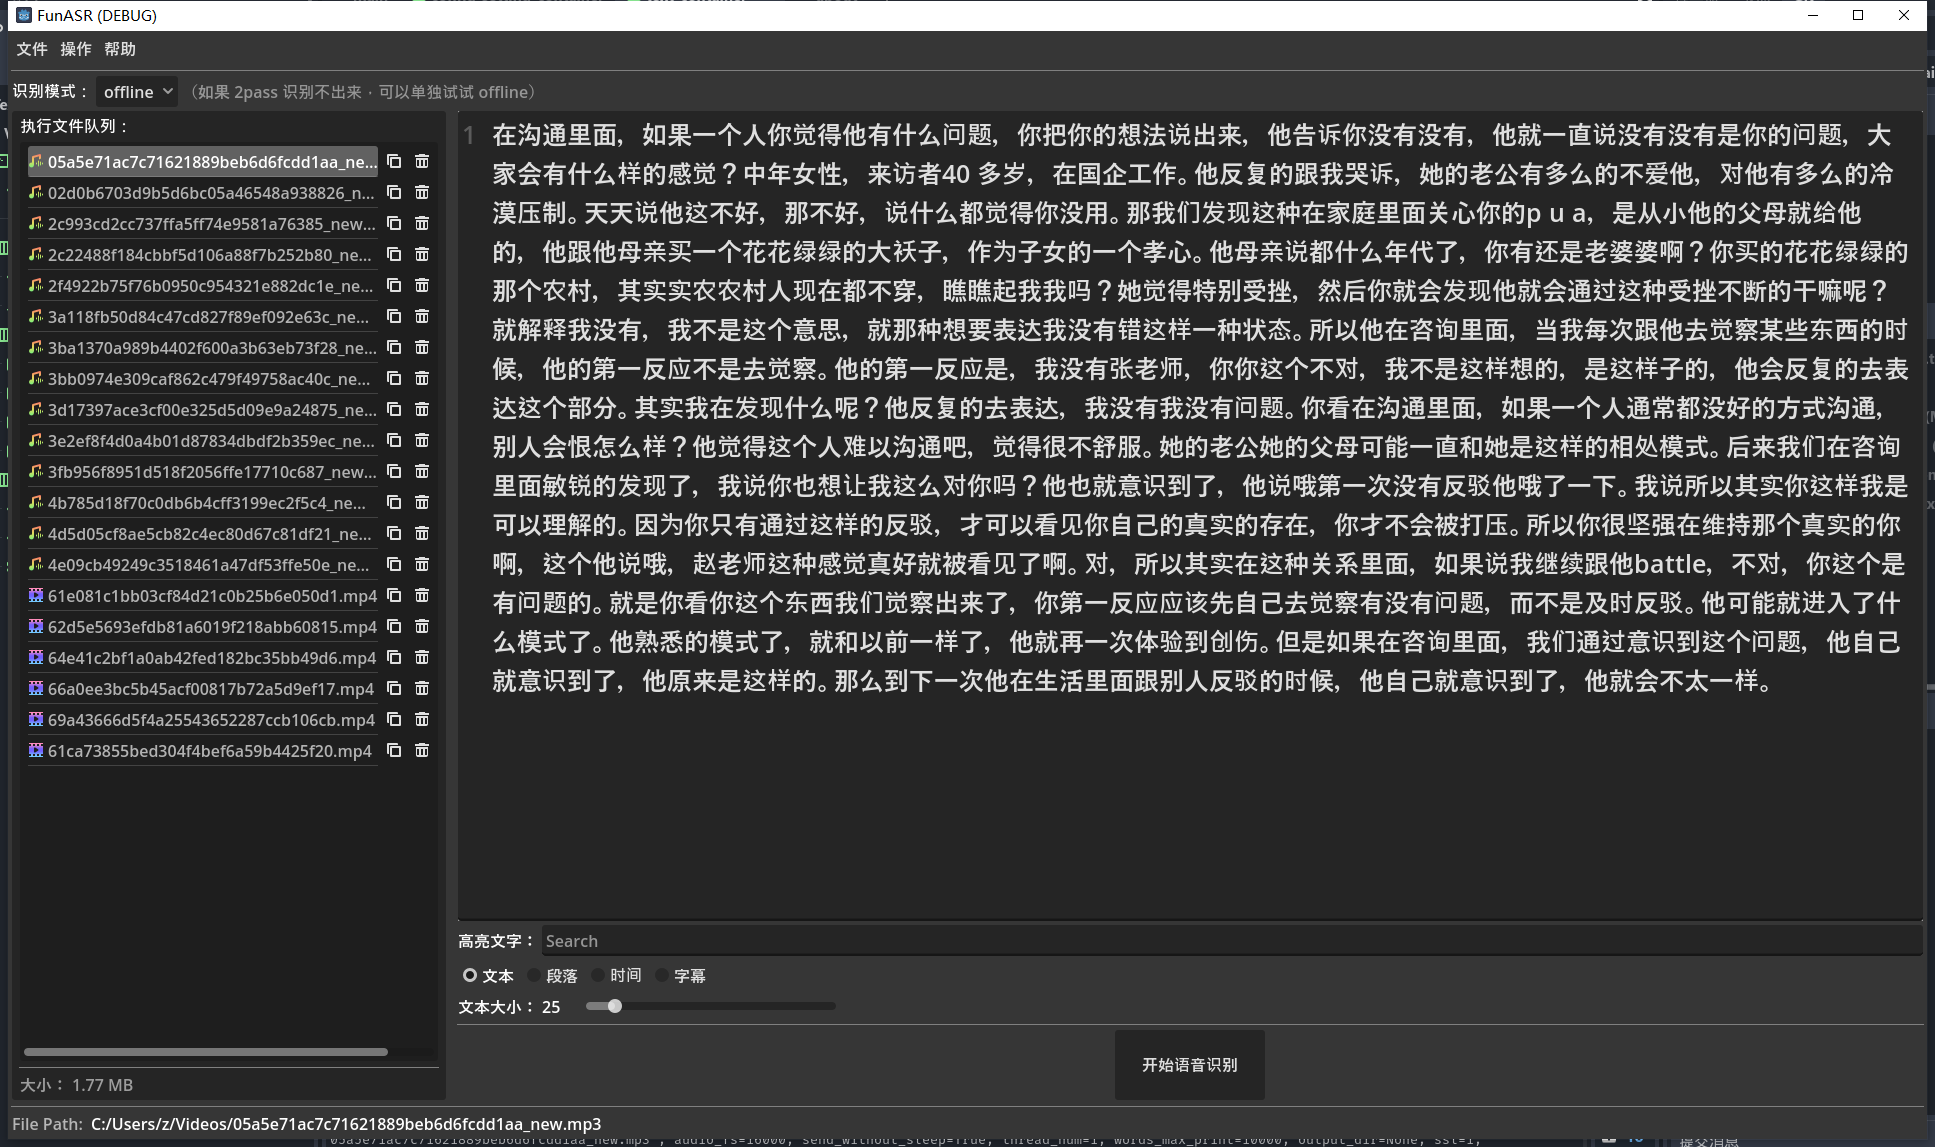 FunASR (DEBUG)
文件 操作 帮助
识别模式： offline （如果 2pass 识别不出来 · 可以单独试试 offline）
执行文件队列：
05a5e71ac7c71621889beb6d6fcdd1aa_ne...
02d0b6703d9b5d6bc05a46548a938826_n...
2c993cd2cc737ffa5ff74e9581a76385_new...
2c22488f184cbbf5d106a88f7b252b80_ne...
2f4922b75f76b0950c954321e882dc1e_ne...
3a118fb50d84c47cd827f89ef092e63c_ne...
3ba1370a989b4402f600a3b63eb73f28_ne...
3bb0974e309caf862c479f49758ac40c_ne...
3d17397ace3cf00e325d5d09e9a24875_ne...
3e2ef8f4d0a4b01d87834dbdf2b359ec_ne...
3fb956f8951d518f2056ffe17710c687_new...
4b785d18f70c0db6b4cff3199ec2f5c4_ne...
4d5d05cf8ae5cb82c4ec80d67c81df21_ne...
4e09cb49249c3518461a47df53ffe50e_ne...
61e081c1bb03cf84d21c0b25b6e050d1.mp4
62d5e5693efdb81a6019f218abb60815.mp4
64e41c2bf1a0ab42fed182bc35bb49d6.mp4
66a0ee3bc5b45acf00817b72a5d9ef17.mp4
69a43666d5f4a25543652287ccb106cb.mp4
61ca73855bed304f4bef6a59b4425f20.mp4
大小： 1.77 MB
1 在沟通里面，如果一个人你觉得他有什么问题，你把你的想法说出来，他告诉你没有没有，他就一直说没有没有是你的问题，大
家会有什么样的感觉？中年女性，来访者40 多岁，在国企工作。他反复的跟我哭诉，她的老公有多么的不爱他，对他有多么的冷
漠压制。天天说他这不好，那不好，说什么都觉得你没用。那我们发现这种在家庭里面关心你的p u a，是从小他的父母就给他
的，他跟他母亲买一个花花绿绿的大袄子，作为子女的一个孝心。他母亲说都什么年代了，你有还是老婆婆啊？你买的花花绿绿的
那个农村，其实实农农村人现在都不穿，瞧瞧起我我吗？她觉得特别受挫，然后你就会发现他就会通过这种受挫不断的干嘛呢？
就解释我没有，我不是这个意思，就那种想要表达我没有错这样一种状态。所以他在咨询里面，当我每次跟他去觉察某些东西的时
候，他的第一反应不是去觉察。他的第一反应是，我没有张老师，你你这个不对，我不是这样想的，是这样子的，他会反复的去表
达这个部分。其实我在发现什么呢？他反复的去表达，我没有我没有问题。你看在沟通里面，如果一个人通常都没好的方式沟通，
别人会恨怎么样？他觉得这个人难以沟通吧，觉得很不舒服。她的老公她的父母可能一直和她是这样的相处模式。后来我们在咨询
里面敏锐的发现了，我说你也想让我这么对你吗？他也就意识到了，他说哦第一次没有反驳他哦了一下。我说所以其实你这样我是
可以理解的。因为你只有通过这样的反驳，才可以看见你自己的真实的存在，你才不会被打压。所以你很坚强在维持那个真实的你
啊，这个他说哦，赵老师这种感觉真好就被看见了啊。对，所以其实在这种关系里面，如果说我继续跟他battle，不对，你这个是
有问题的。就是你看你这个东西我们觉察出来了，你第一反应应该先自己去觉察有没有问题，而不是及时反驳。他可能就进入了什
么模式了。他熟悉的模式了，就和以前一样了，他就再一次体验到创伤。但是如果在咨询里面，我们通过意识到这个问题，他自己
就意识到了，他原来是这样的。那么到下一次他在生活里面跟别人反驳的时候，他自己就意识到了，他就会不太一样。
高亮文字： Search
文本 段落 时间 字幕
文本大小： 25
开始语音识别
File Path: C:/Users/z/Videos/05a5e71ac7c71621889beb6d6fcdd1aa_new.mp3